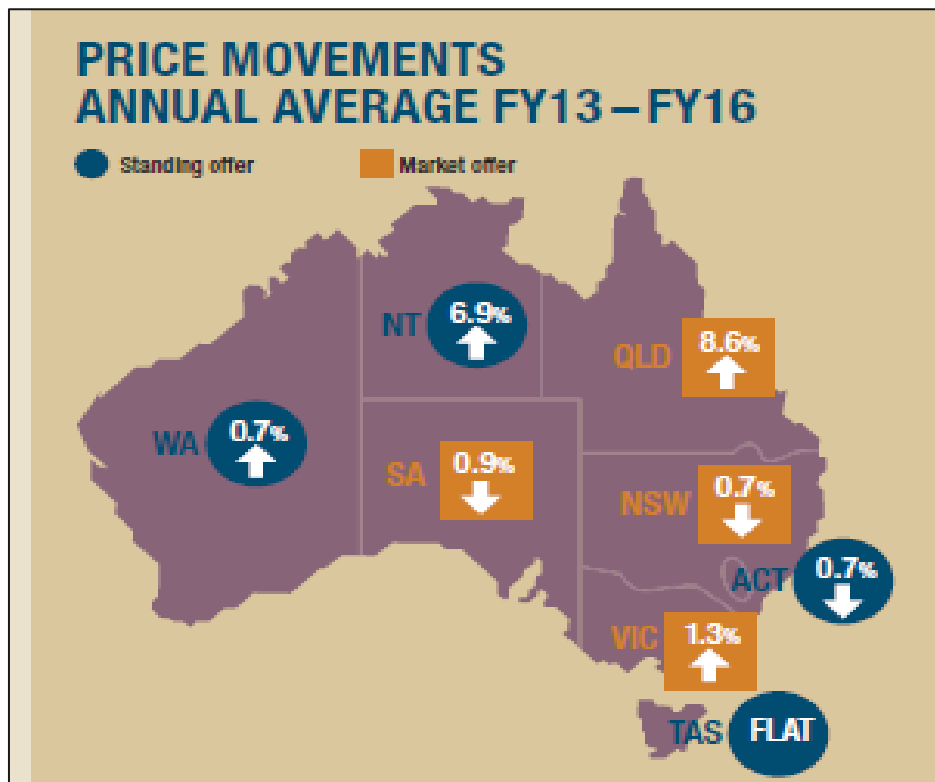 PRICE MOVEMENTS
ANNUAL AVERAGE FY13 – FY16
Standing offer
Market offer
NT
6.9%
QLD
8.6%
WA
0.7%
SA
0.9%
NSW
0.7%
ACT
0.7%
VIC
1.3%
TAS
FLAT